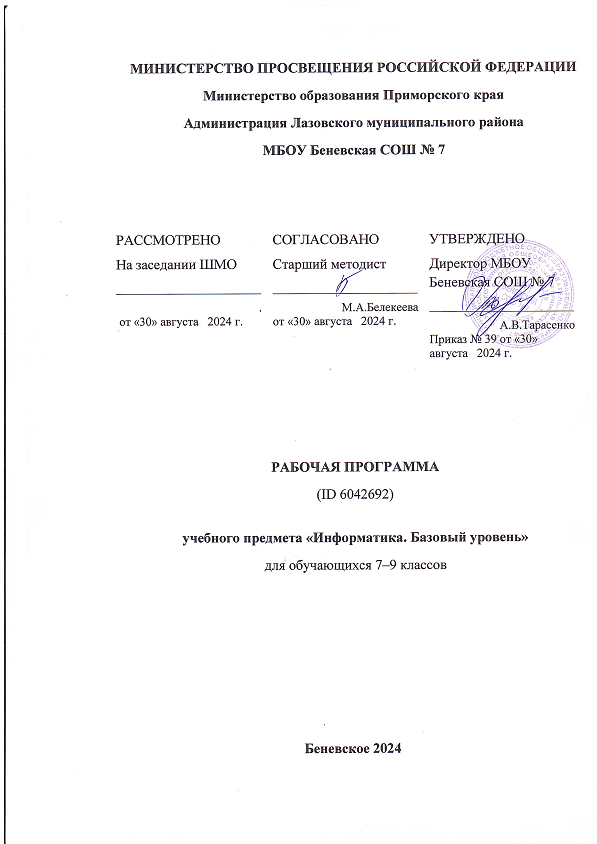 МИНИСТЕРСТВО ПРОСВЕЩЕНИЯ РОССИЙСКОЙ ФЕДЕРАЦИИ
Министерство образования Приморского края
Администрация Лазовского муниципального района
МБОУ Беневская СОШ № 7
РАССМОТРЕНО
На заседании ШМО
от «30» августа 2024 г.
СОГЛАСОВАНО
Старший методист
М.А.Белекеева
от «30» августа 2024 г.
УТВЕРЖДЕНО
Директор МБОУ
Беневская СОШ № 7
А.В.Тарасенко
Приказ № 39 от «30»
августа 2024 г.
РАБОЧАЯ ПРОГРАММА
(ID 6042692)
учебного предмета «Информатика. Базовый уровень»
для обучающихся 7–9 классов
Беневское 2024